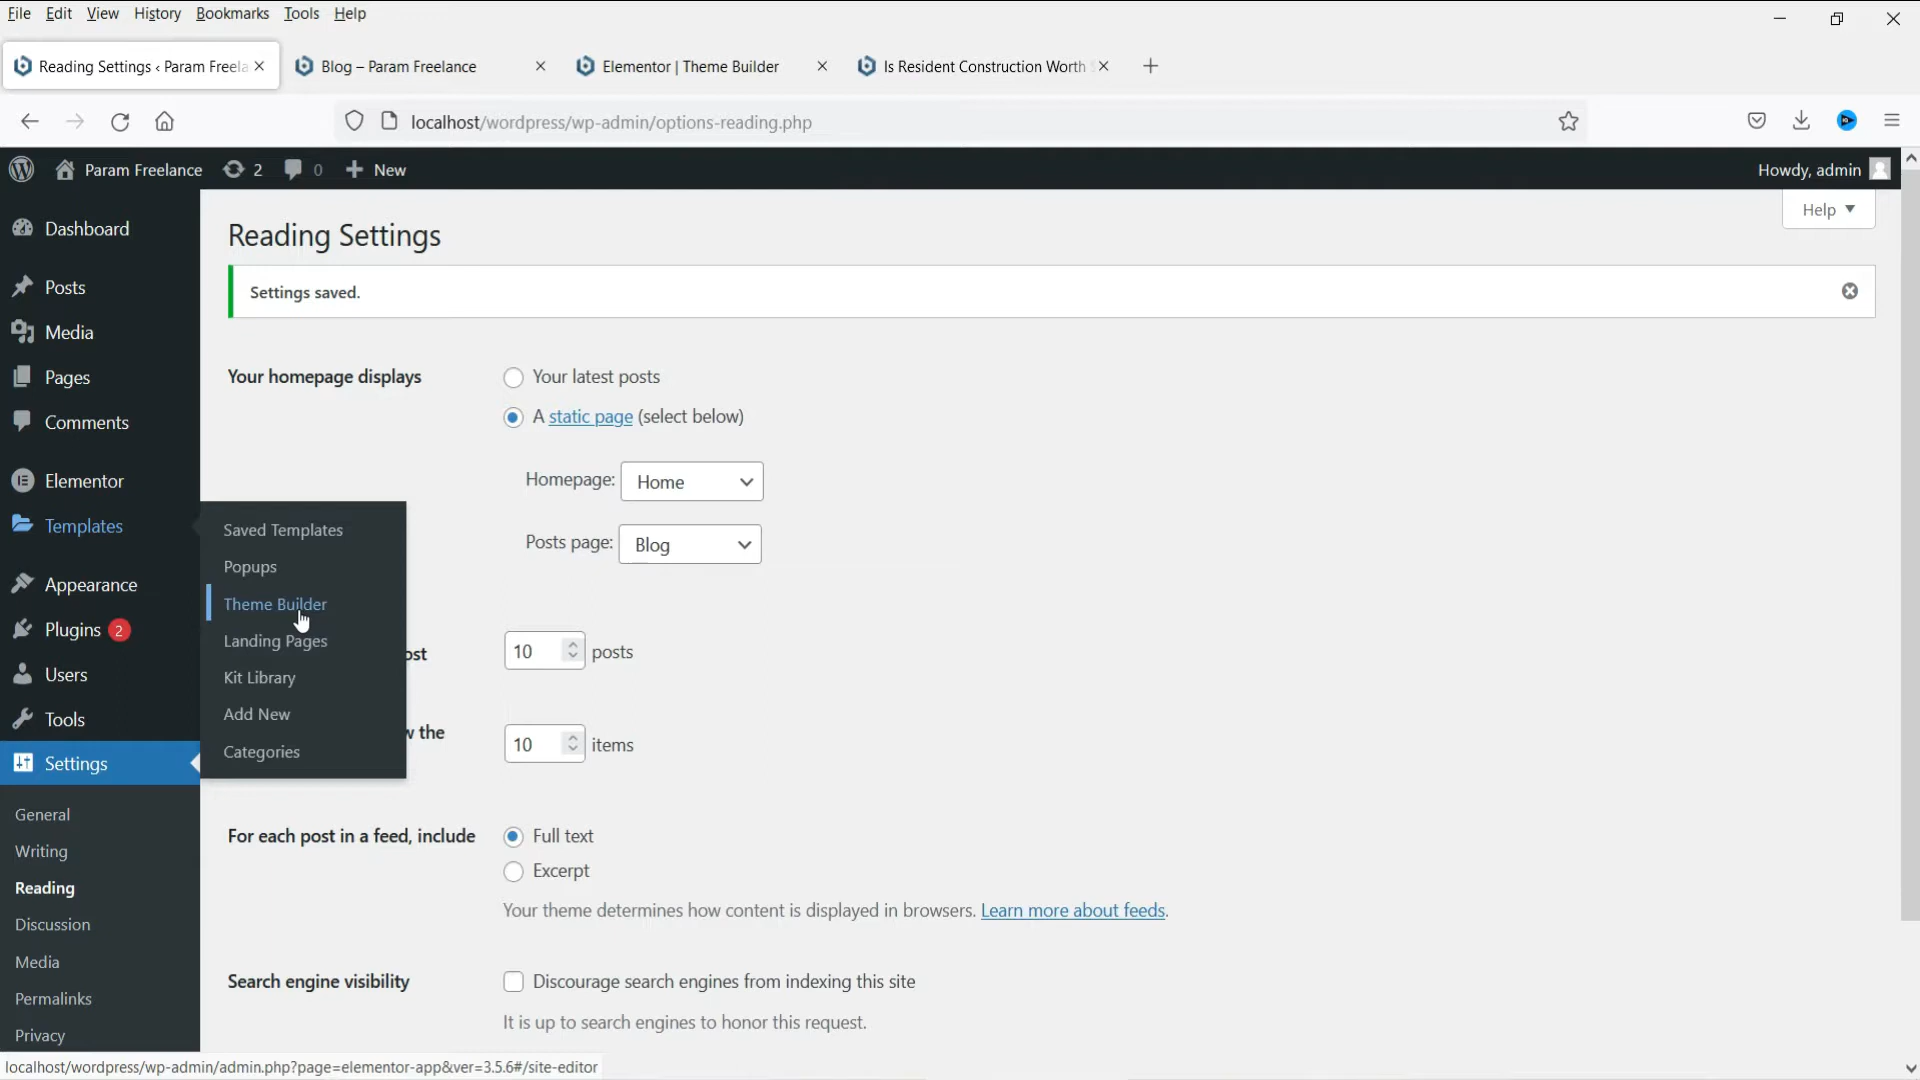 File Edit View History Bookmarks Tools Help
Reading Settings ‹ Param Freela
Blog – Param Freelance
Elementor | Theme Builder
Is Resident Construction Worth
localhost/wordpress/wp-admin/options-reading.php
Param Freelance 2 0 New
Howdy, admin
Help
Dashboard
Posts
Media
Pages
Comments
Elementor
Templates
Appearance
Plugins 2
Users
Tools
Settings
General
Writing
Reading
Discussion
Media
Permalinks
Privacy
Saved Templates
Popups
Theme Builder
Landing Pages
Kit Library
Add New
Categories
Reading Settings
Settings saved.
Your homepage displays
Your latest posts
A static page (select below)
Homepage: Home
Posts page: Blog
ost
10 posts
w the
10 items
For each post in a feed, include
Full text
Excerpt
Your theme determines how content is displayed in browsers. Learn more about feeds.
Search engine visibility
Discourage search engines from indexing this site
It is up to search engines to honor this request.
localhost/wordpress/wp-admin/admin.php?page=elementor-app&ver=3.5.6#/site-editor